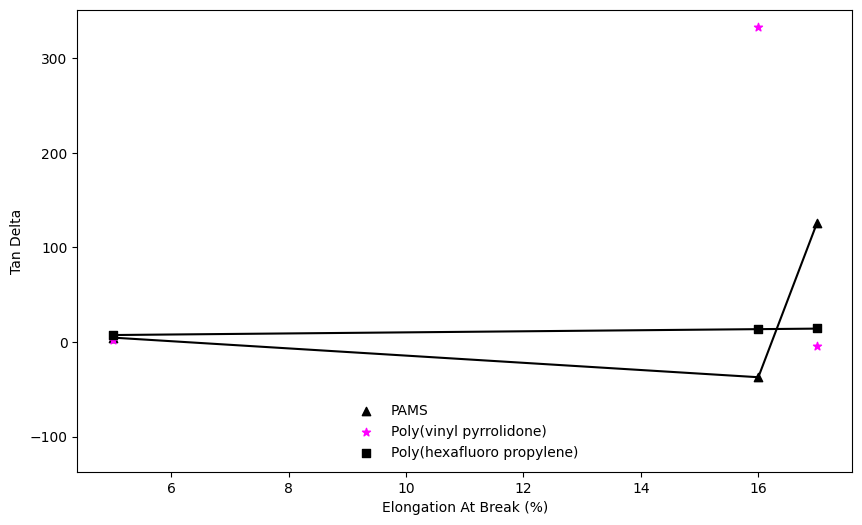 300
200
100
0
−100
Tan Delta
PAMS
Poly(vinyl pyrrolidone)
Poly(hexafluoro propylene)
6 8 10 12 14 16
Elongation At Break (%)